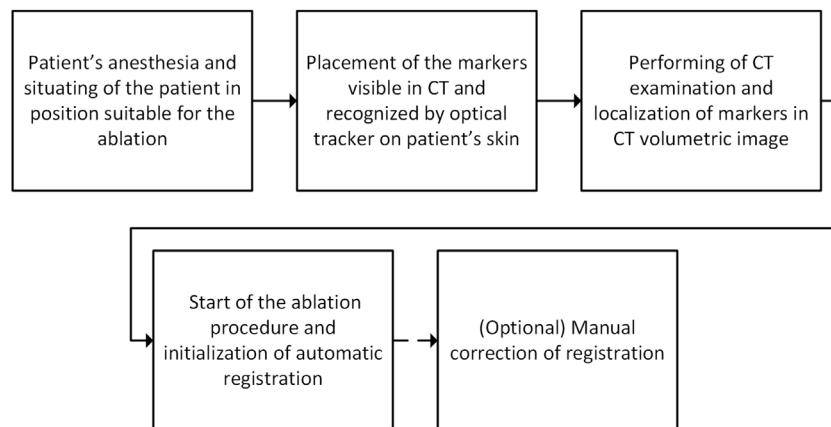 Patient’s anesthesia and
situating of the patient in
position suitable for the
ablation
Placement of the markers
visible in CT and
recognized by optical
tracker on patient’s skin
Performing of CT
examination and
localization of markers in
CT volumetric image
Start of the ablation
procedure and
initialization of automatic
registration
(Optional) Manual
correction of registration